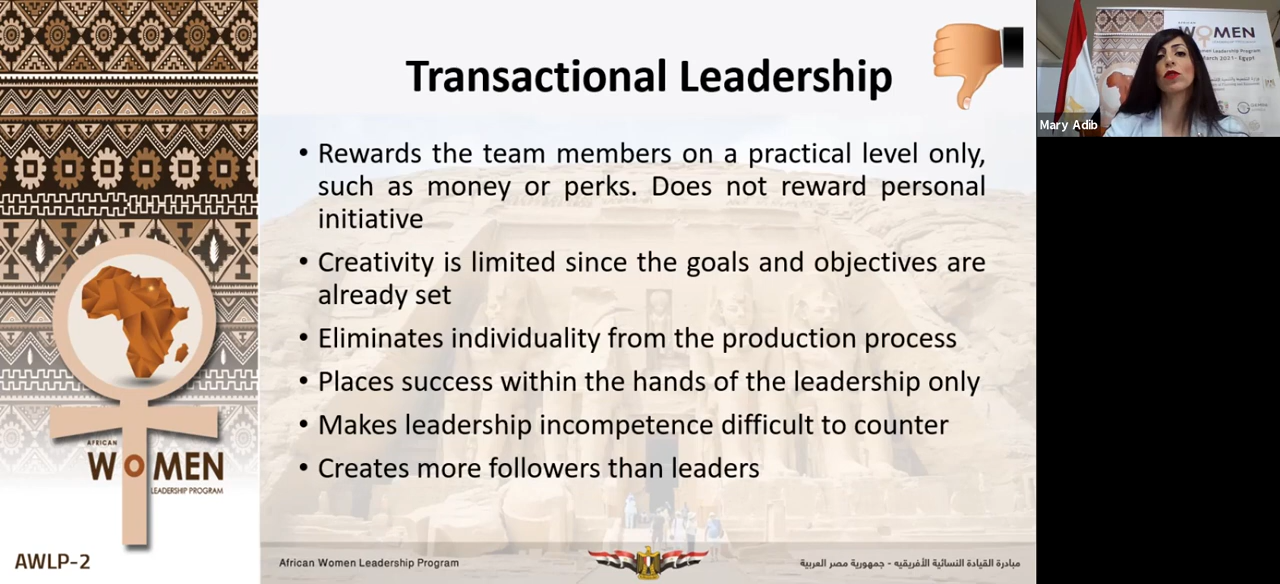 Transactional Leadership
• Rewards the team members on a practical level only,
such as money or perks. Does not reward personal
initiative
• Creativity is limited since the goals and objectives are
already set
• Eliminates individuality from the production process
• Places success within the hands of the leadership only
• Makes leadership incompetence difficult to counter
• Creates more followers than leaders
AFRICAN
WOMEN
LEADERSHIP PROGRAM
AWLP-2
African Women Leadership Program
مبادرة القيادة النسائية الأفريقيه - جمهورية مصر العربية
WOMEN
March 2021- Egypt
Mary Adib